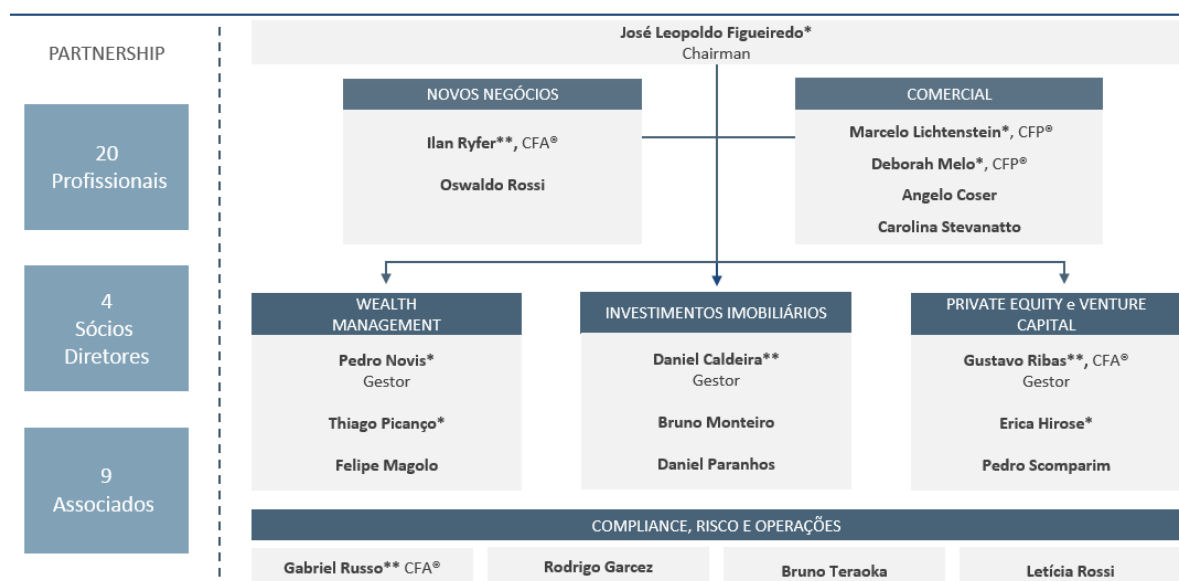 PARTNERSHIP
20
Profissionais
4
Sócios
Diretores
9
Associados
José Leopoldo Figueiredo*
Chairman
NOVOS NEGÓCIOS
Ilan Ryfer**, CFA®
Oswaldo Rossi
COMERCIAL
Marcelo Lichtenstein*, CFP®
Deborah Melo*, CFP®
Angelo Coser
Carolina Stevanatto
WEALTH
MANAGEMENT
Pedro Novis*
Gestor
Thiago Picanço*
Felipe Magolo
INVESTIMENTOS IMOBILIÁRIOS
Daniel Caldeira**
Gestor
Bruno Monteiro
Daniel Paranhos
PRIVATE EQUITY e VENTURE
CAPITAL
Gustavo Ribas**, CFA®
Gestor
Erica Hirose*
Pedro Scomparim
COMPLIANCE, RISCO E OPERAÇÕES
Gabriel Russo** CFA®
Rodrigo Garcez
Bruno Teraoka
Letícia Rossi